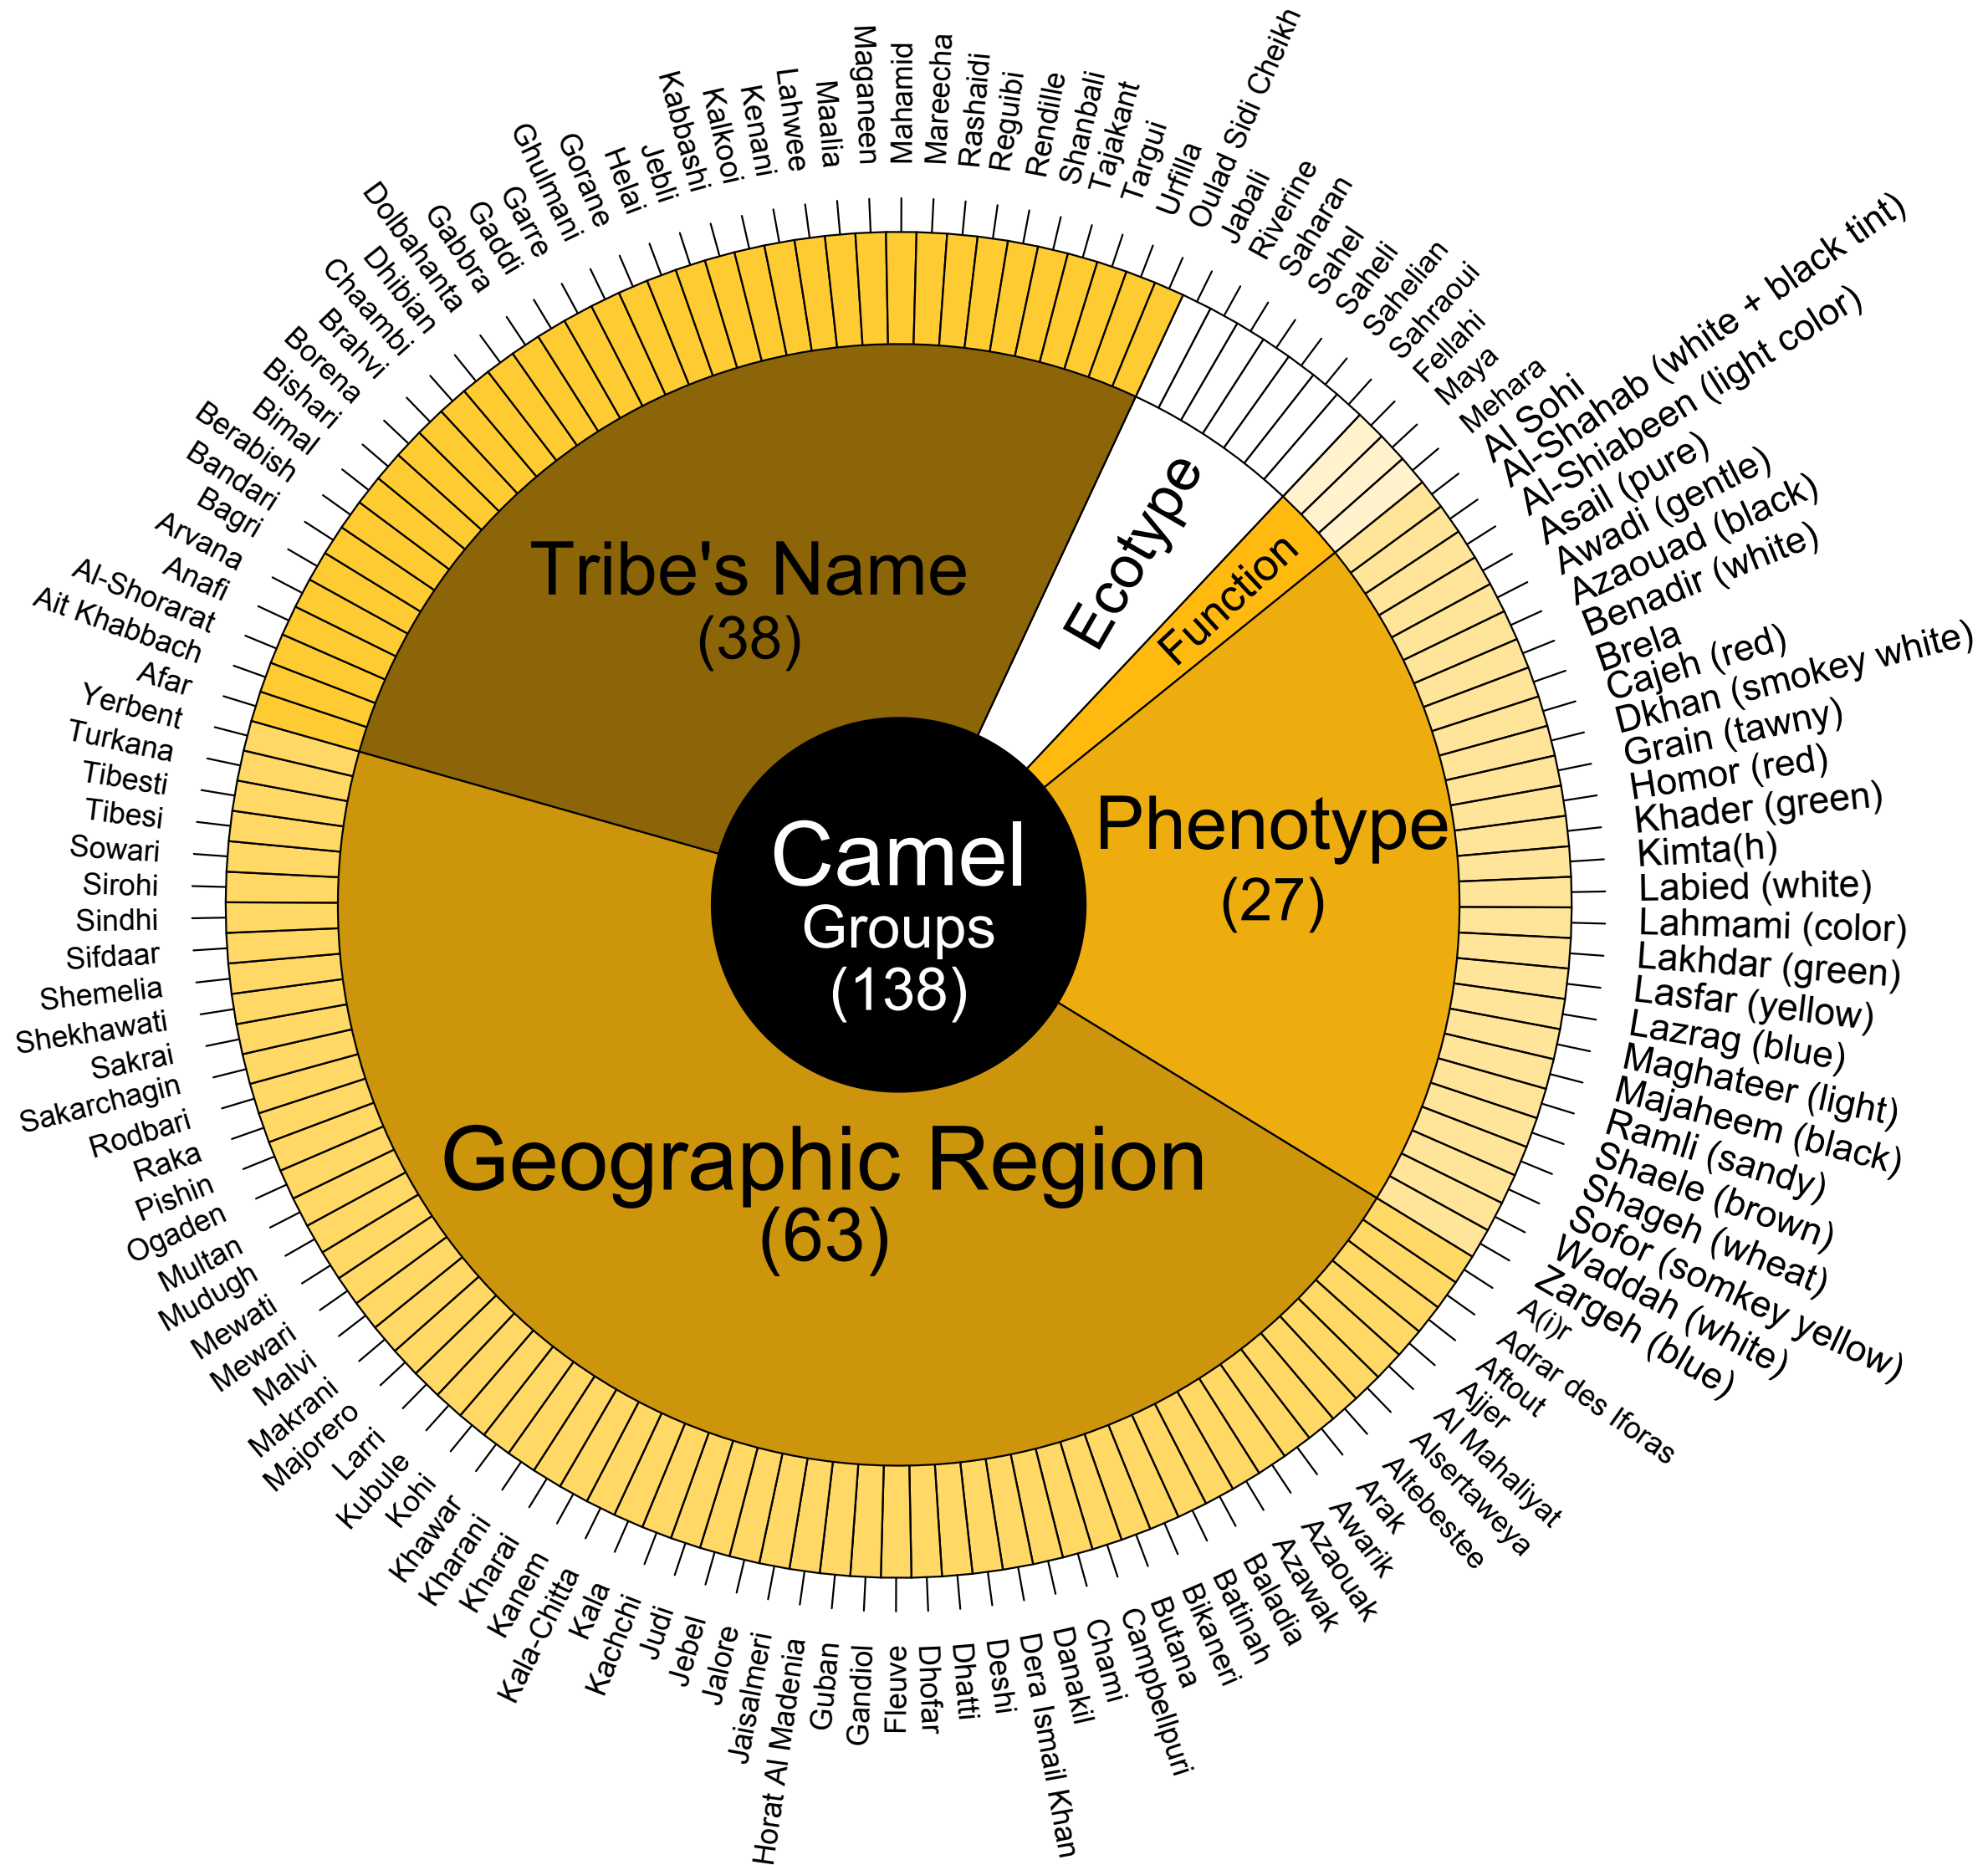 Camel
Groups
(138)
Tribe's Name
(38)
Ecotype
Function
Phenotype
(27)
Geographic Region
(63)
Afar
Ait Khabbach
Al-Shorarat
Anafi
Arvana
Bagri
Bandari
Berabish
Bimal
Bishari
Borena
Brahvi
Chaambi
Dhibian
Dolbahanta
Gabbra
Gaddi
Garre
Ghulmani
Gorane
Helai
Jebli
Kabbashi
Kalkooi
Kenani
Lahwee
Maalia
Maganeen
Mahamid
Mareecha
Rashaidi
Reguibi
Rendille
Shanbali
Tajakant
Targui
Urfilla
Oulad Sidi Cheikh
Jabali
Riverine
Saharan
Sahel
Saheli
Sahelian
Sahraoui
Fellahi
Maya
Mehara
Al Sohi
Al-Shahab (white + black tint)
Al-Shiabeen (light color)
Asail (pure)
Awadi (gentle)
Azaouad (black)
Benadir (white)
Brela
Cajeh (red)
Dkhan (smokey white)
Grain (tawny)
Homor (red)
Khader (green)
Kimta(h)
Labied (white)
Lahmami (color)
Lakhdar (green)
Lasfar (yellow)
Lazrag (blue)
Maghateer (light)
Majaheem (black)
Ramli (sandy)
Shaele (brown)
Shageh (wheat)
Sofor (somkey yellow)
Waddah (white)
Zargeh (blue)
A(i)r
Adrar des Iforas
Aftout
Ajjer
Al Mahaliyat
Alsertaweya
Altebestee
Arak
Awarik
Azaouak
Azawak
Baladia
Batinah
Bikaneri
Butana
Campbellpuri
Chami
Danakil
Dera Ismail Khan
Deshi
Dhatti
Dhofar
Fleuve
Gandiol
Guban
Horat Al Madenia
Jaisalmeri
Jalore
Jebel
Judi
Kachchi
Kala
Kala-Chitta
Kanem
Kharai
Kharani
Khawar
Kohi
Kubule
Larri
Majorero
Makrani
Malvi
Mewari
Mewati
Mudugh
Multan
Ogaden
Pishin
Raka
Rodbari
Sakarchagin
Sakrai
Shekhawati
Shemelia
Sifdaar
Sindhi
Sirohi
Sowari
Tibesi
Tibesti
Turkana
Yerbent